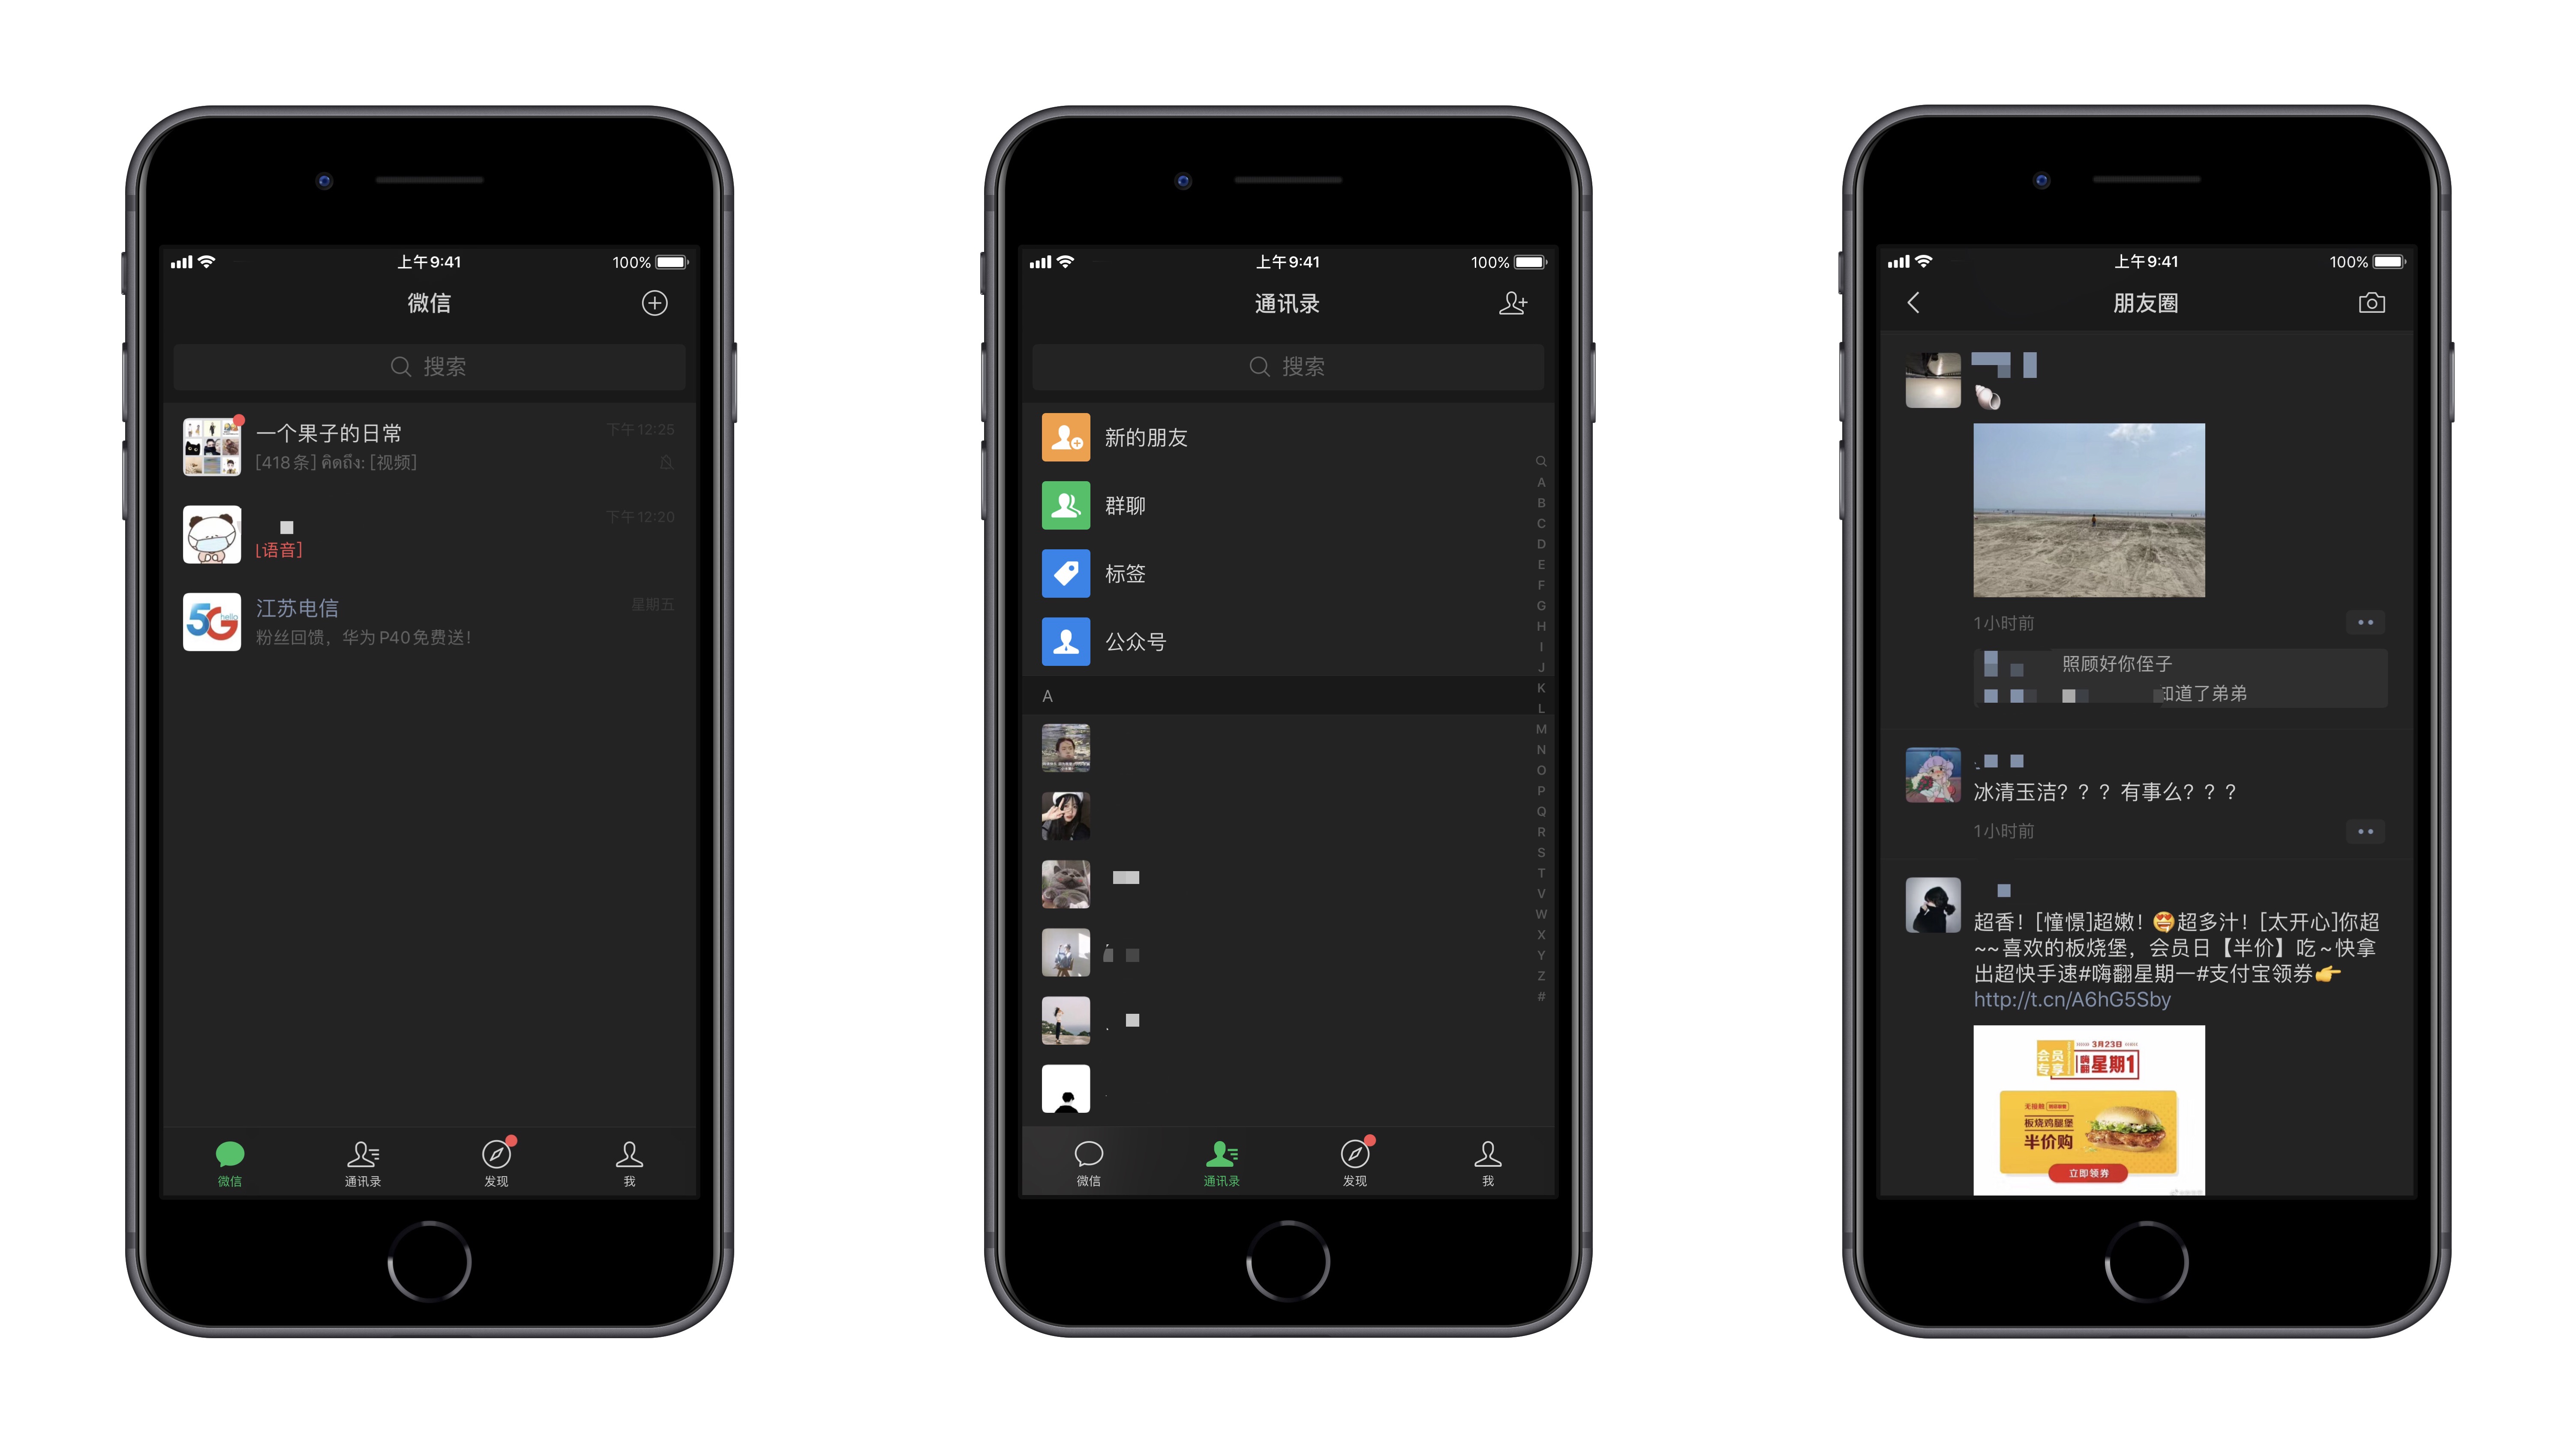 上午9:41
100%
微信
搜索
一个果子的日常
下午12:25
[418条] คิดถึง: [视频]
下午12:20
[语音]
5G
hello
江苏电信
星期五
粉丝回馈，华为 P40 免费送！
微信
通讯录
发现
我
上午9:41
100%
通讯录
搜索
新的朋友
群聊
标签
公众号
A
A
B
C
D
E
F
G
H
I
J
K
L
M
N
O
P
Q
R
S
T
V
W
X
Y
Z
#
微信
通讯录
发现
我
上午9:41
100%
朋友圈
1小时前
照顾好你侄子
知道了弟弟
冰清玉洁？？？有事么？？？
1小时前
超香！[憧憬]超嫩！🤩超多汁！[太开心]你超
~~喜欢的板烧堡，会员日【半价】吃~快拿
出超快手速#嗨翻星期一#支付宝领券👉
http://t.cn/A6hG5Sby
3月23日
会员
专享
嗨翻
星期1
板烧鸡腿堡
半价购
立即领券